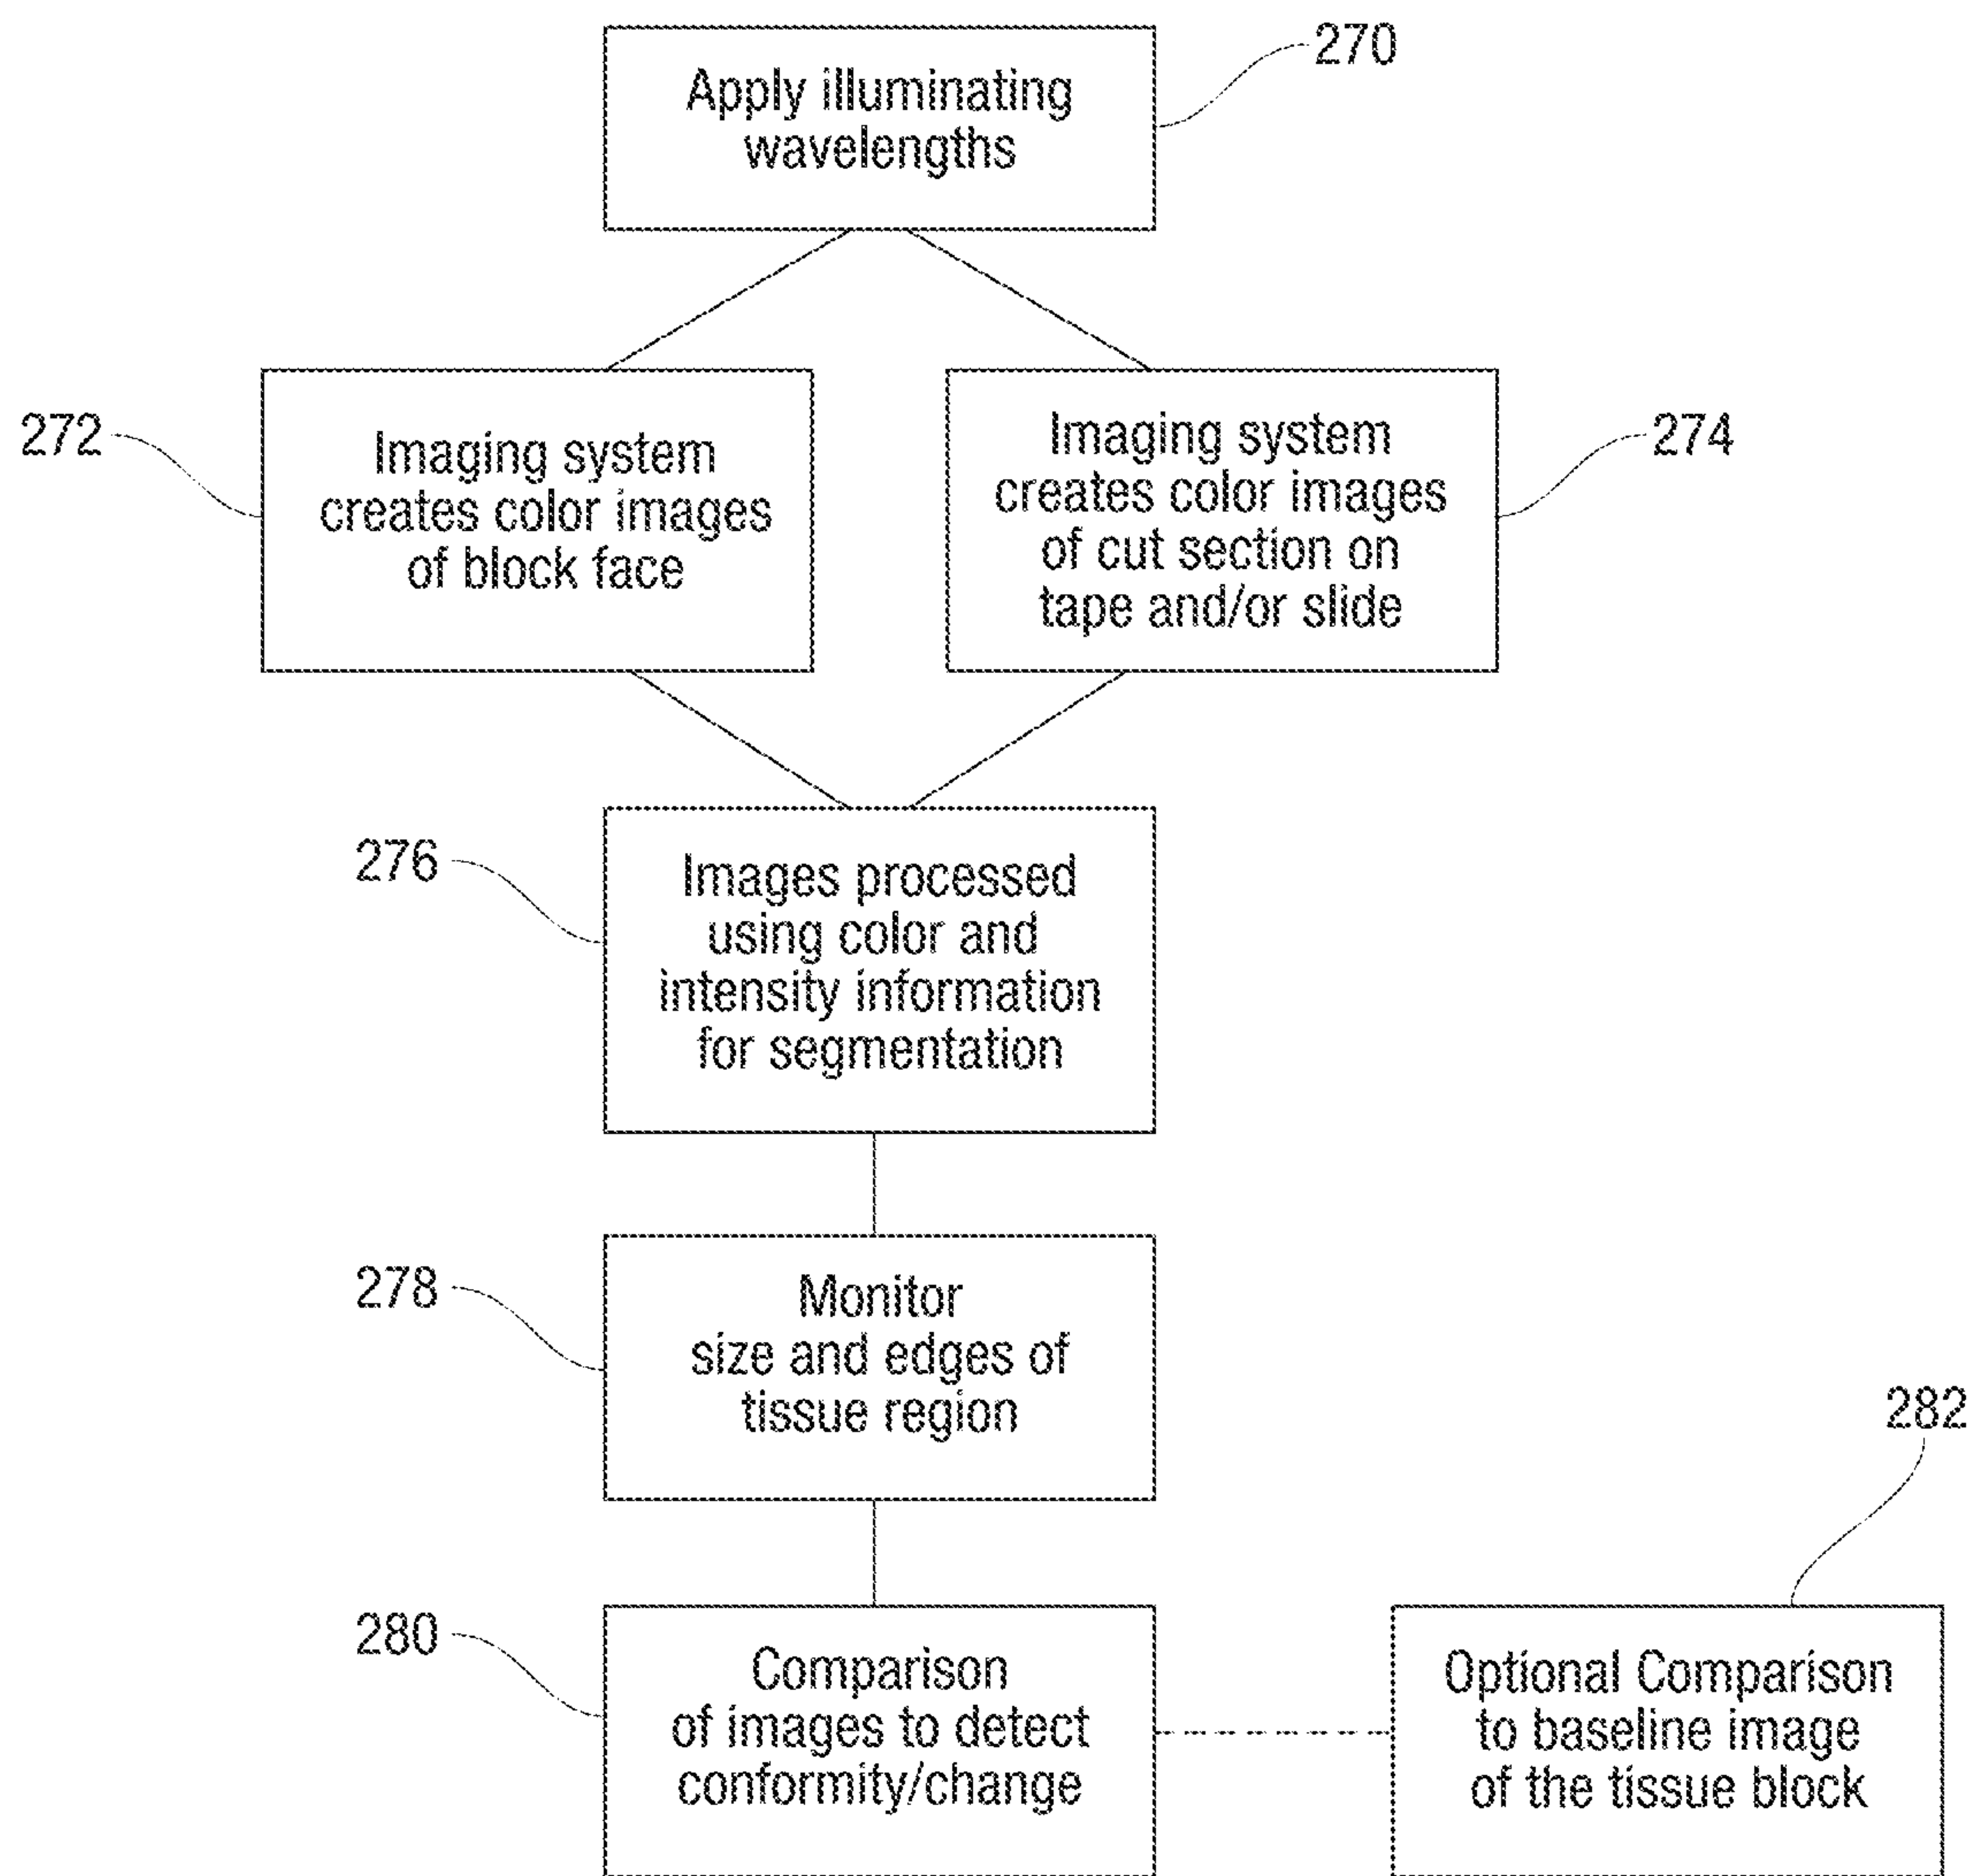 270
Apply illuminating
wavelengths
272
Imaging system
creates color images
of block face
274
Imaging system
creates color images
of cut section on
tape and/or slide
276
Images processed
using color and
intensity information
for segmentation
278
Monitor
size and edges of
tissue region
280
Comparison
of images to detect
conformity/change
282
Optional Comparison
to baseline image
of the tissue block